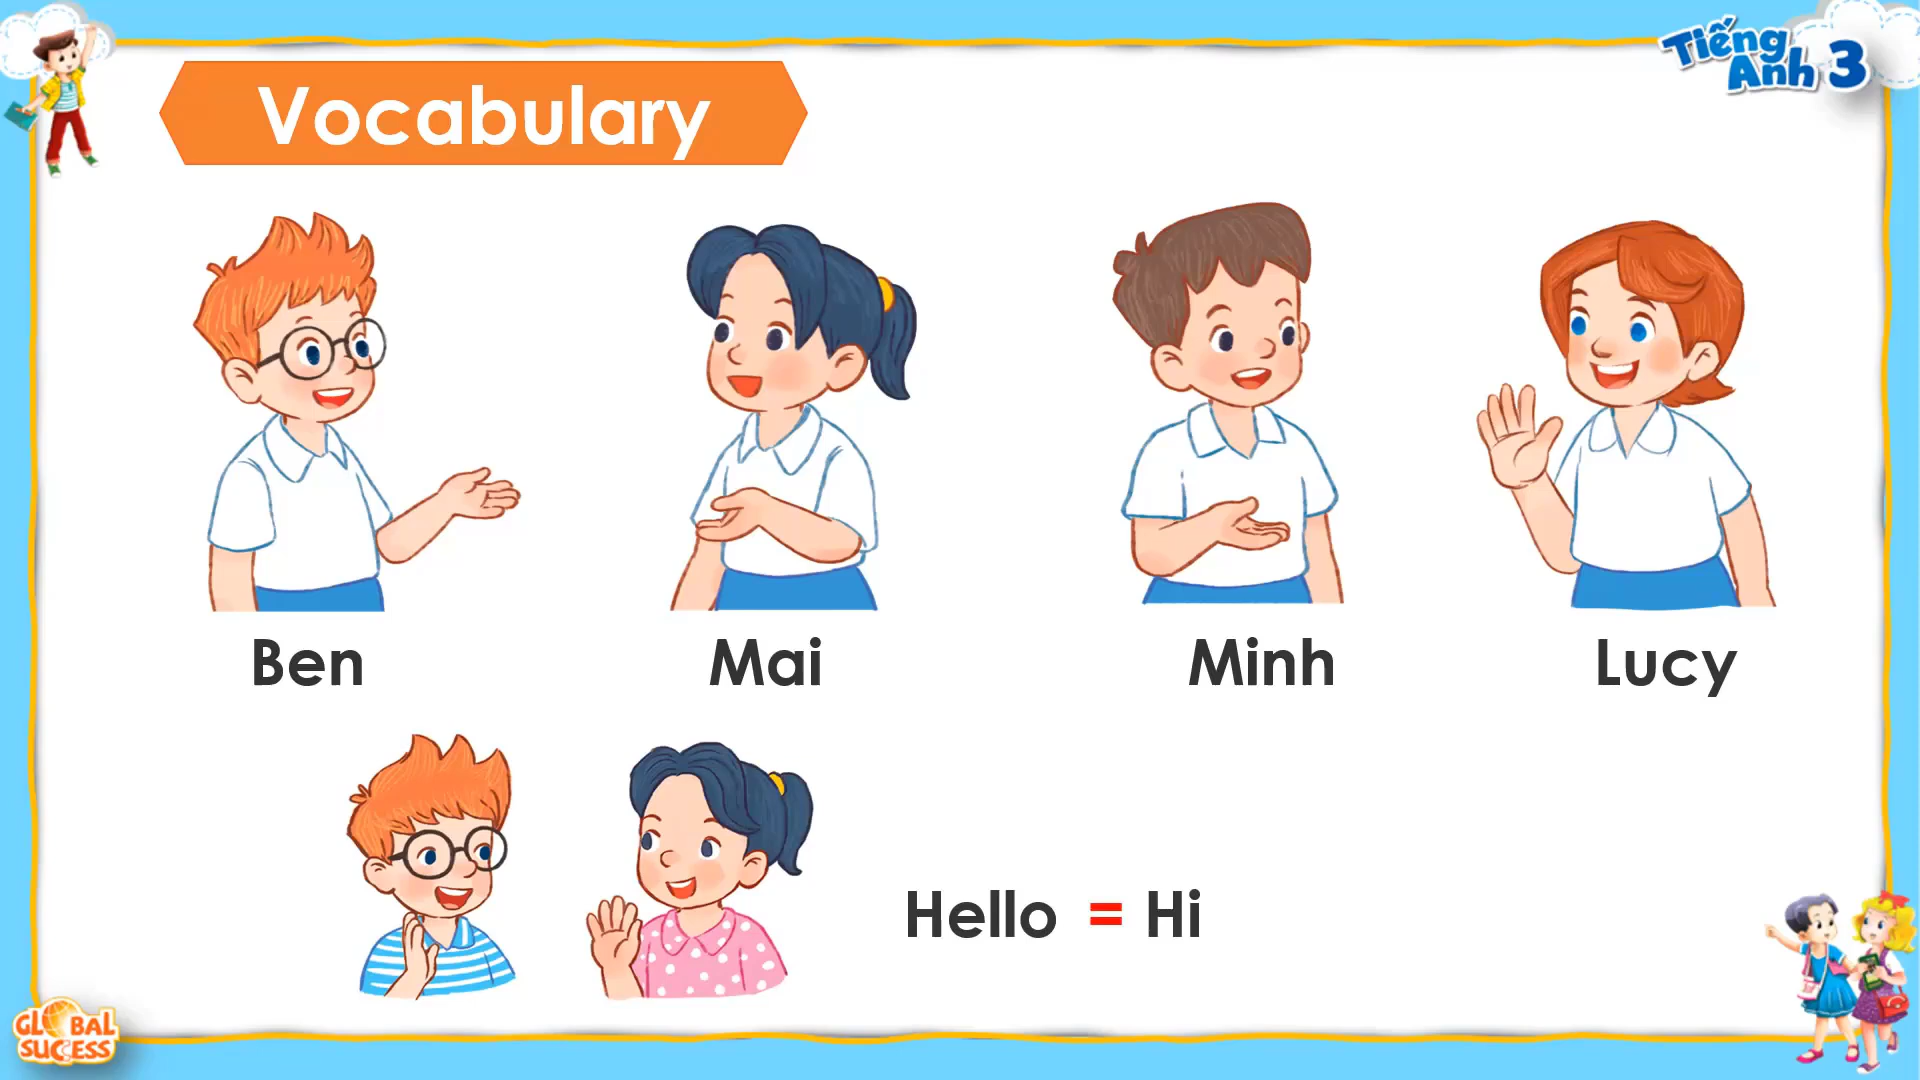 Tiếng
Anh 3
Vocabulary
Ben
Mai
Minh
Lucy
Hello = Hi
GLOBAL
SUCCESS